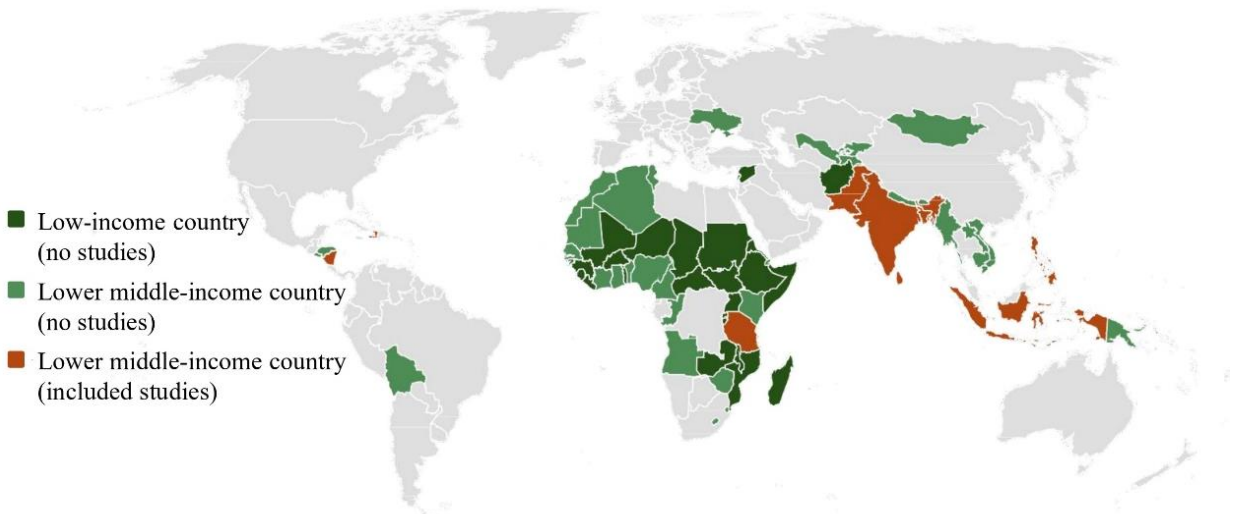 Low-income country
(no studies)
Lower middle-income country
(no studies)
Lower middle-income country
(included studies)